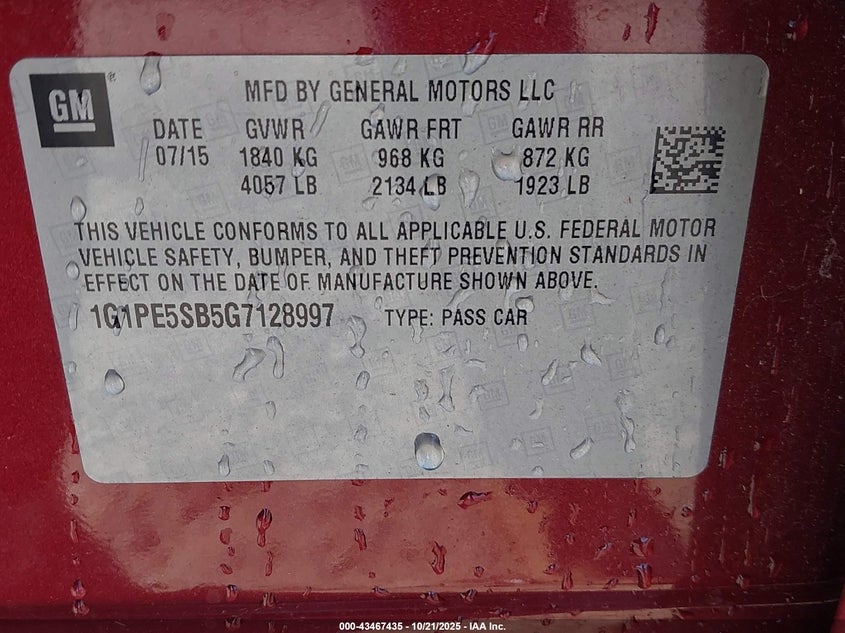 GM
MFD BY GENERAL MOTORS LLC
DATE GVWR GAWR FRT GAWR RR
07/15 1840 KG 968 KG 872 KG
4057 LB 2134 LB 1923 LB
THIS VEHICLE CONFORMS TO ALL APPLICABLE U.S. FEDERAL MOTOR
VEHICLE SAFETY, BUMPER, AND THEFT PREVENTION STANDARDS IN
EFFECT ON THE DATE OF MANUFACTURE SHOWN ABOVE.
1G1PE5SB5G7128997 TYPE: PASS CAR
000-43467435 - 10/21/2025 - IAA Inc.